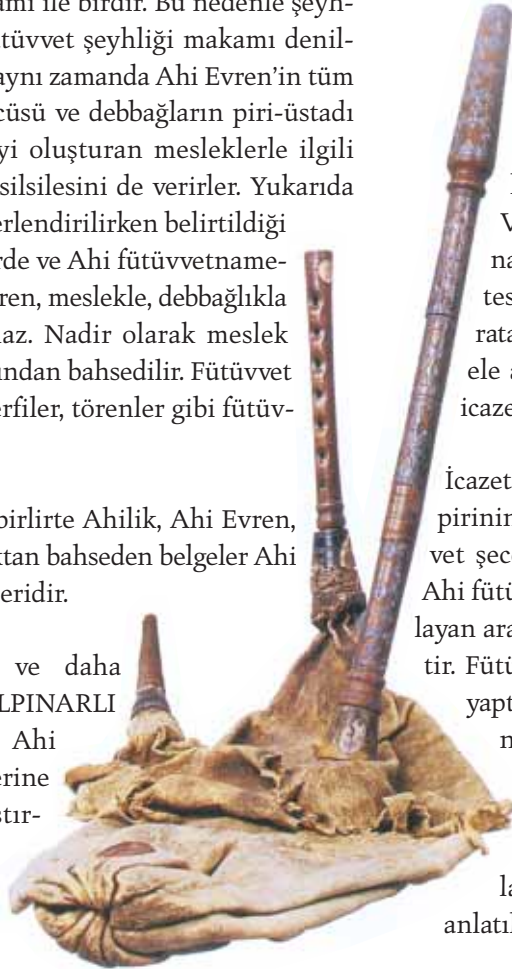 amı ile birdir. Bu nedenle şeyh-
tüvvet şeyhliği makamı denil-
aynı zamanda Ahi Evren’in tüm
cüsü ve debbağların piri-üstadı
yi oluşturan mesleklerle ilgili
silsilesini de verirler. Yukarıda
erlendirilirken belirtildiği
rde ve Ahi fütüvvetname-
ren, meslekle, debbağlıkla
az. Nadir olarak meslek
ından bahsedilir. Fütüvvet
erfiler, törenler gibi fütüv-
birlirte Ahilik, Ahi Evren,
ktan bahseden belgeler Ahi
eridir.
ve daha
LPINARLI
Ahi
erine
ştır-
V
na
tes
rata
ele a
icaze
İcazet
pirinin
vet şec
Ahi fütü
layan ara
tir. Fütü
yapt
n
la
anlatıl